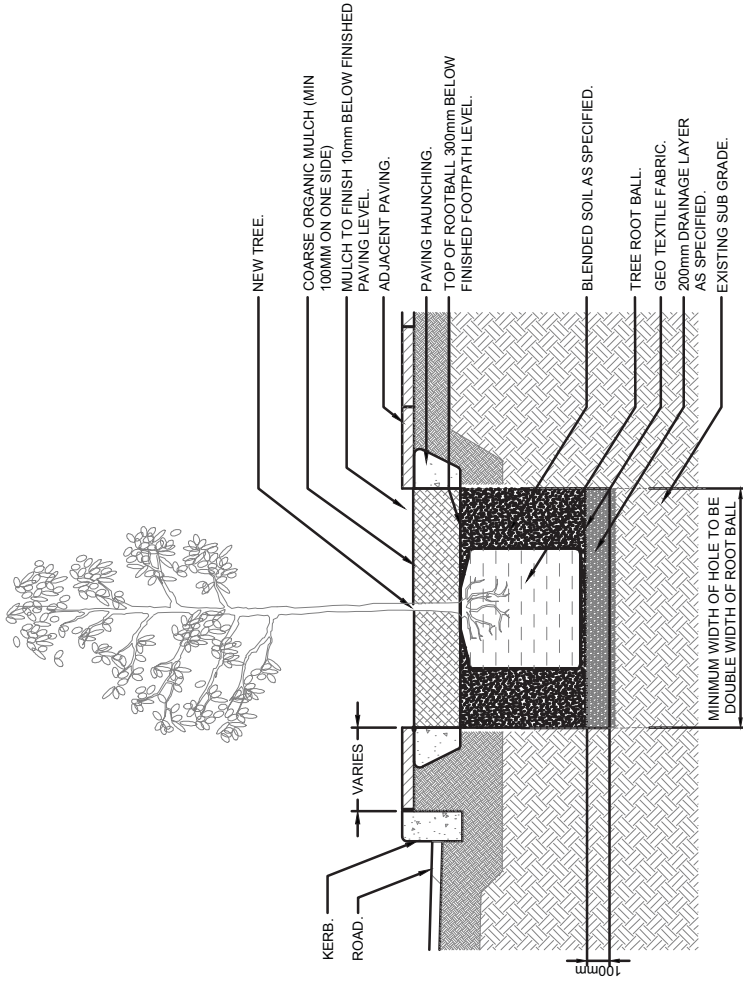 NEW TREE.
COARSE ORGANIC MULCH (MIN
100MM ON ONE SIDE)
MULCH TO FINISH 10mm BELOW FINISHED
PAVING LEVEL.
ADJACENT PAVING.
PAVING HAUNCHING.
TOP OF ROOTBALL 300mm BELOW
FINISHED FOOTPATH LEVEL.
BLENDED SOIL AS SPECIFIED.
TREE ROOT BALL.
GEO TEXTILE FABRIC.
200mm DRAINAGE LAYER
AS SPECIFIED.
EXISTING SUB GRADE.
KERB.
ROAD.
VARIES
MINIMUM WIDTH OF HOLE TO BE
DOUBLE WIDTH OF ROOT BALL
100mm